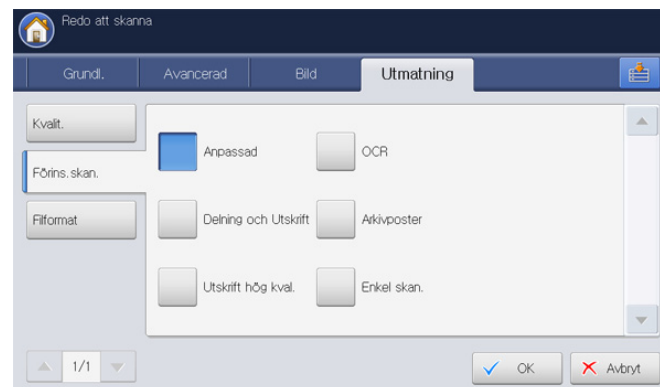 Redo att skanna
Grundl.
Avancerad
Bild
Utmatning
Kvalit.
Förins. skan.
Filformat
Anpassad
OCR
Delning och Utskrift
Arkivposter
Utskrift hög kval.
Enkel skan.
1/1
OK
Avbryt